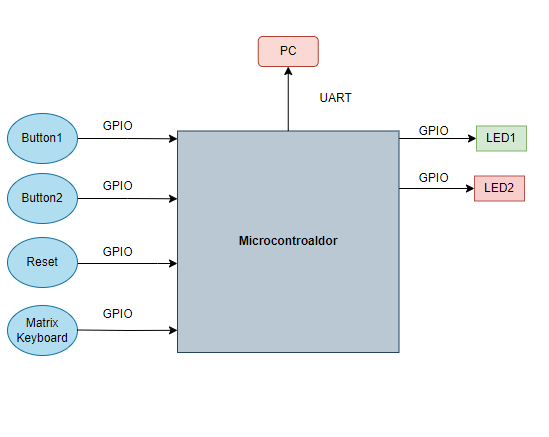 PC
UART
Button1
GPIO
GPIO
LED1
Button2
GPIO
GPIO
LED2
Microcontroaldor
Reset
GPIO
Matrix
Keyboard
GPIO